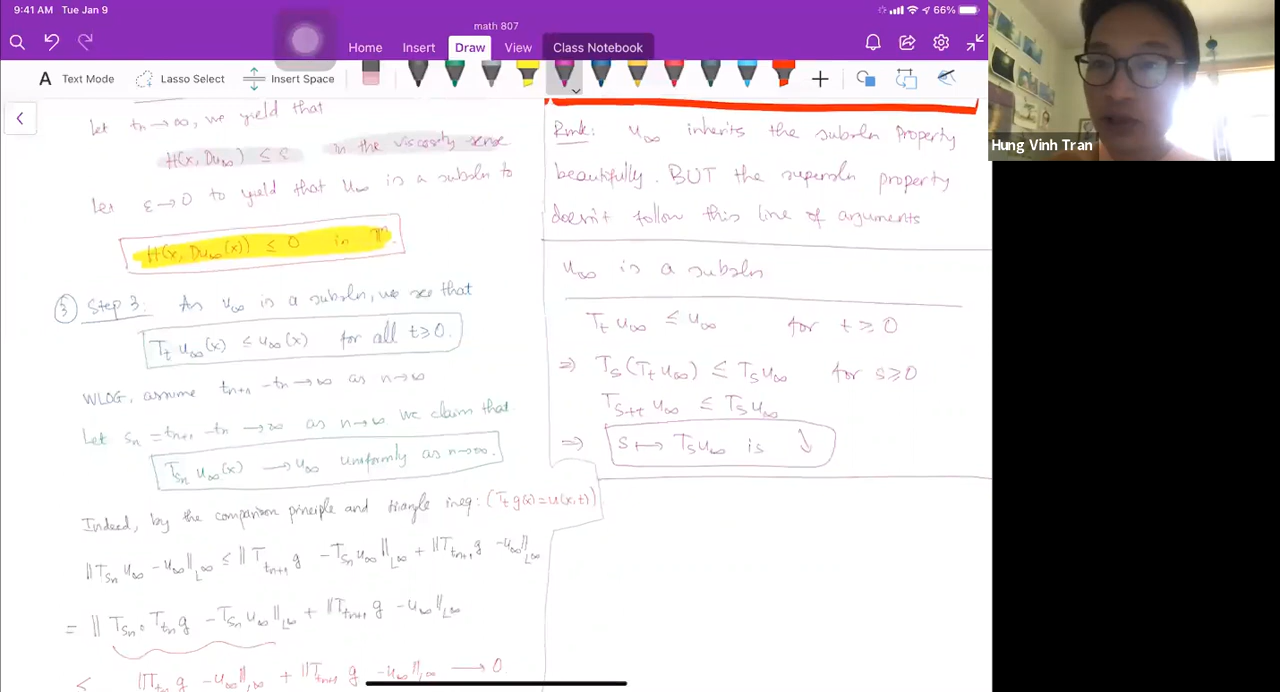 9:41 AM Tue Jan 9
66%
math 807
Home Insert Draw View Class Notebook
Text Mode Lasso Select Insert Space
Let tn → ∞, we yield that
H(x, Du∞) ≤ ε in the viscosity sense
Let ε → 0 to yield that u∞ is a subsln to
H(x, Du∞(x)) ≤ 0 in 𝕋ⁿ.
③ Step 3: As u∞ is a subsln, we see that
Tt u∞(x) ≤ u∞(x) for all t ≥ 0.
WLOG, assume tn+1 - tn → ∞ as n → ∞
Let sn = tn+1 - tn → ∞ as n → ∞ we claim that
Tsn u∞(x) → u∞ uniformly as n → ∞.
Indeed, by the comparison principle and triangle ineq: (Tt g(x) = u(x,t))
‖Tsn u∞ - u∞‖L∞ ≤ ‖Ttn+1 g - Tsn u∞‖L∞ + ‖Ttn+1 g - u∞‖L∞
= ‖Tsn ∘ Ttn g - Tsn u∞‖L∞ + ‖Ttn+1 g - u∞‖L∞
≤ ‖Ttn g - u∞‖L∞ + ‖Ttn+1 g - u∞‖L∞ → 0
Rmk: u∞ inherits the subsln property
beautifully. BUT the supersln property
doesn't follow this line of arguments
u∞ is a subsln
Tt u∞ ≤ u∞ for t ≥ 0
⇒ Ts(Tt u∞) ≤ Ts u∞ for s ≥ 0
Ts+t u∞ ≤ Ts u∞
⇒ s ↦ Ts u∞ is ↓
Hung Vinh Tran